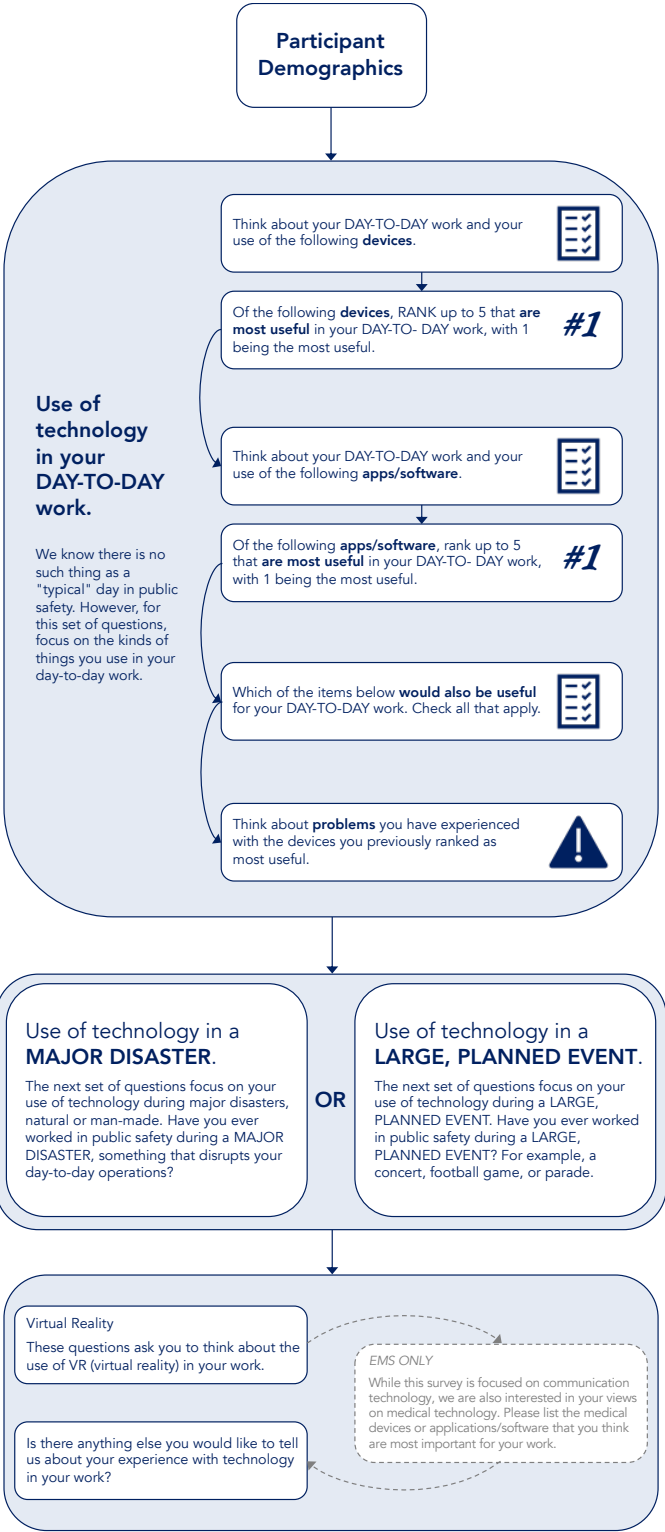 Participant
Demographics
Think about your DAY-TO-DAY work and your
use of the following devices.
Of the following devices, RANK up to 5 that are
most useful in your DAY-TO- DAY work, with 1
being the most useful.
#1
Use of
technology
in your
DAY-TO-DAY
work.
We know there is no
such thing as a
"typical" day in public
safety. However, for
this set of questions,
focus on the kinds of
things you use in your
day-to-day work.
Think about your DAY-TO-DAY work and your
use of the following apps/software.
Of the following apps/software, rank up to 5
that are most useful in your DAY-TO- DAY work,
with 1 being the most useful.
#1
Which of the items below would also be useful
for your DAY-TO-DAY work. Check all that apply.
Think about problems you have experienced
with the devices you previously ranked as
most useful.
Use of technology in a
MAJOR DISASTER.
The next set of questions focus on your
use of technology during major disasters,
natural or man-made. Have you ever
worked in public safety during a MAJOR
DISASTER, something that disrupts your
day-to-day operations?
OR
Use of technology in a
LARGE, PLANNED EVENT.
The next set of questions focus on your
use of technology during a LARGE,
PLANNED EVENT. Have you ever worked
in public safety during a LARGE,
PLANNED EVENT? For example, a
concert, football game, or parade.
Virtual Reality
These questions ask you to think about the
use of VR (virtual reality) in your work.
EMS ONLY
While this survey is focused on communication
technology, we are also interested in your views
on medical technology. Please list the medical
devices or applications/software that you think
are most important for your work.
Is there anything else you would like to tell
us about your experience with technology
in your work?